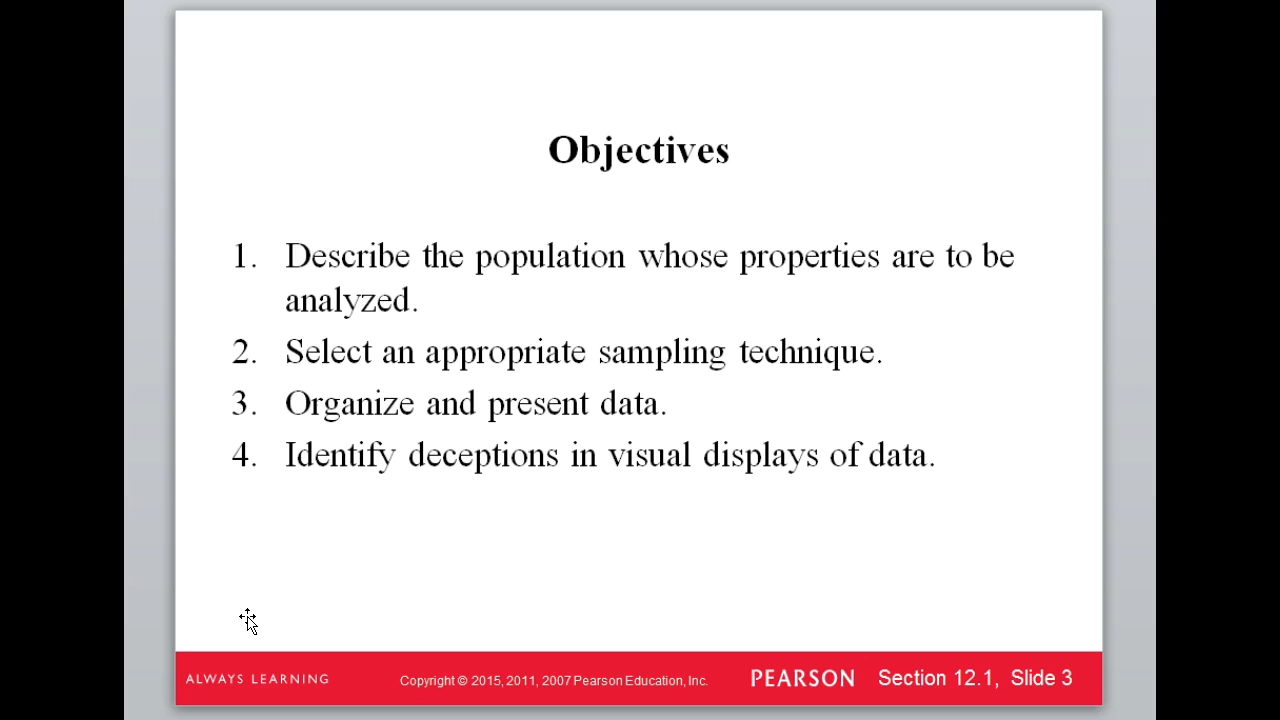 Objectives
1. Describe the population whose properties are to be
analyzed.
2. Select an appropriate sampling technique.
3. Organize and present data.
4. Identify deceptions in visual displays of data.
ALWAYS LEARNING Copyright © 2015, 2011, 2007 Pearson Education, Inc. PEARSON Section 12.1, Slide 3